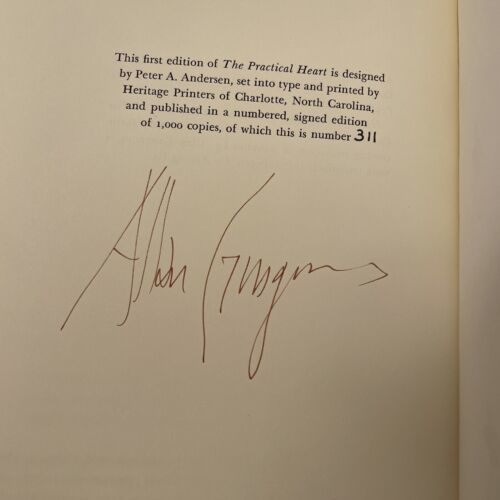 This first edition of The Practical Heart is designed
by Peter A. Andersen, set into type and printed by
Heritage Printers of Charlotte, North Carolina,
and published in a numbered, signed edition
of 1,000 copies, of which this is number 311
Allan Gurganus